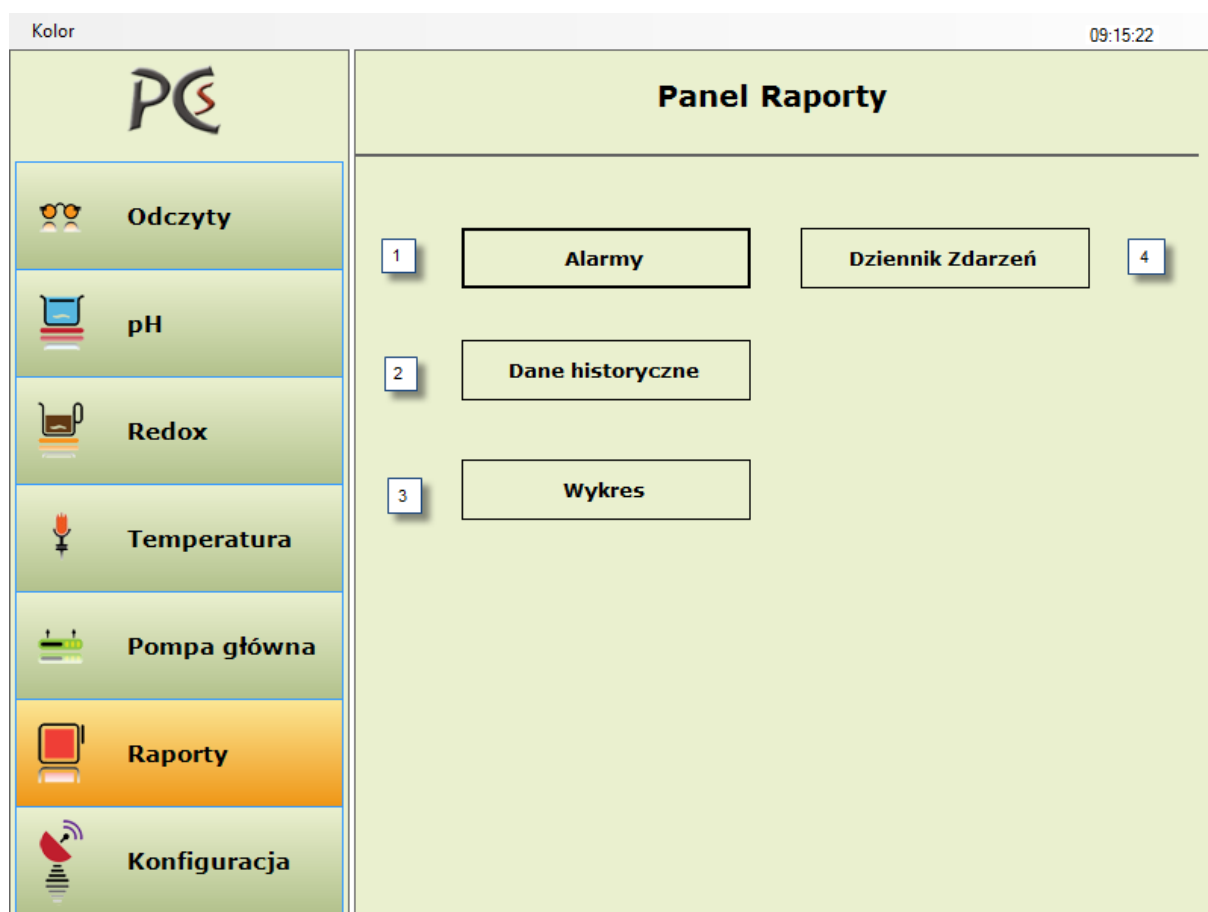 Kolor
09:15:22
PCs
Panel Raporty
Odczyty
pH
Redox
Temperatura
Pompa główna
Raporty
Konfiguracja
1
Alarmy
Dziennik Zdarzeń
4
2
Dane historyczne
3
Wykres